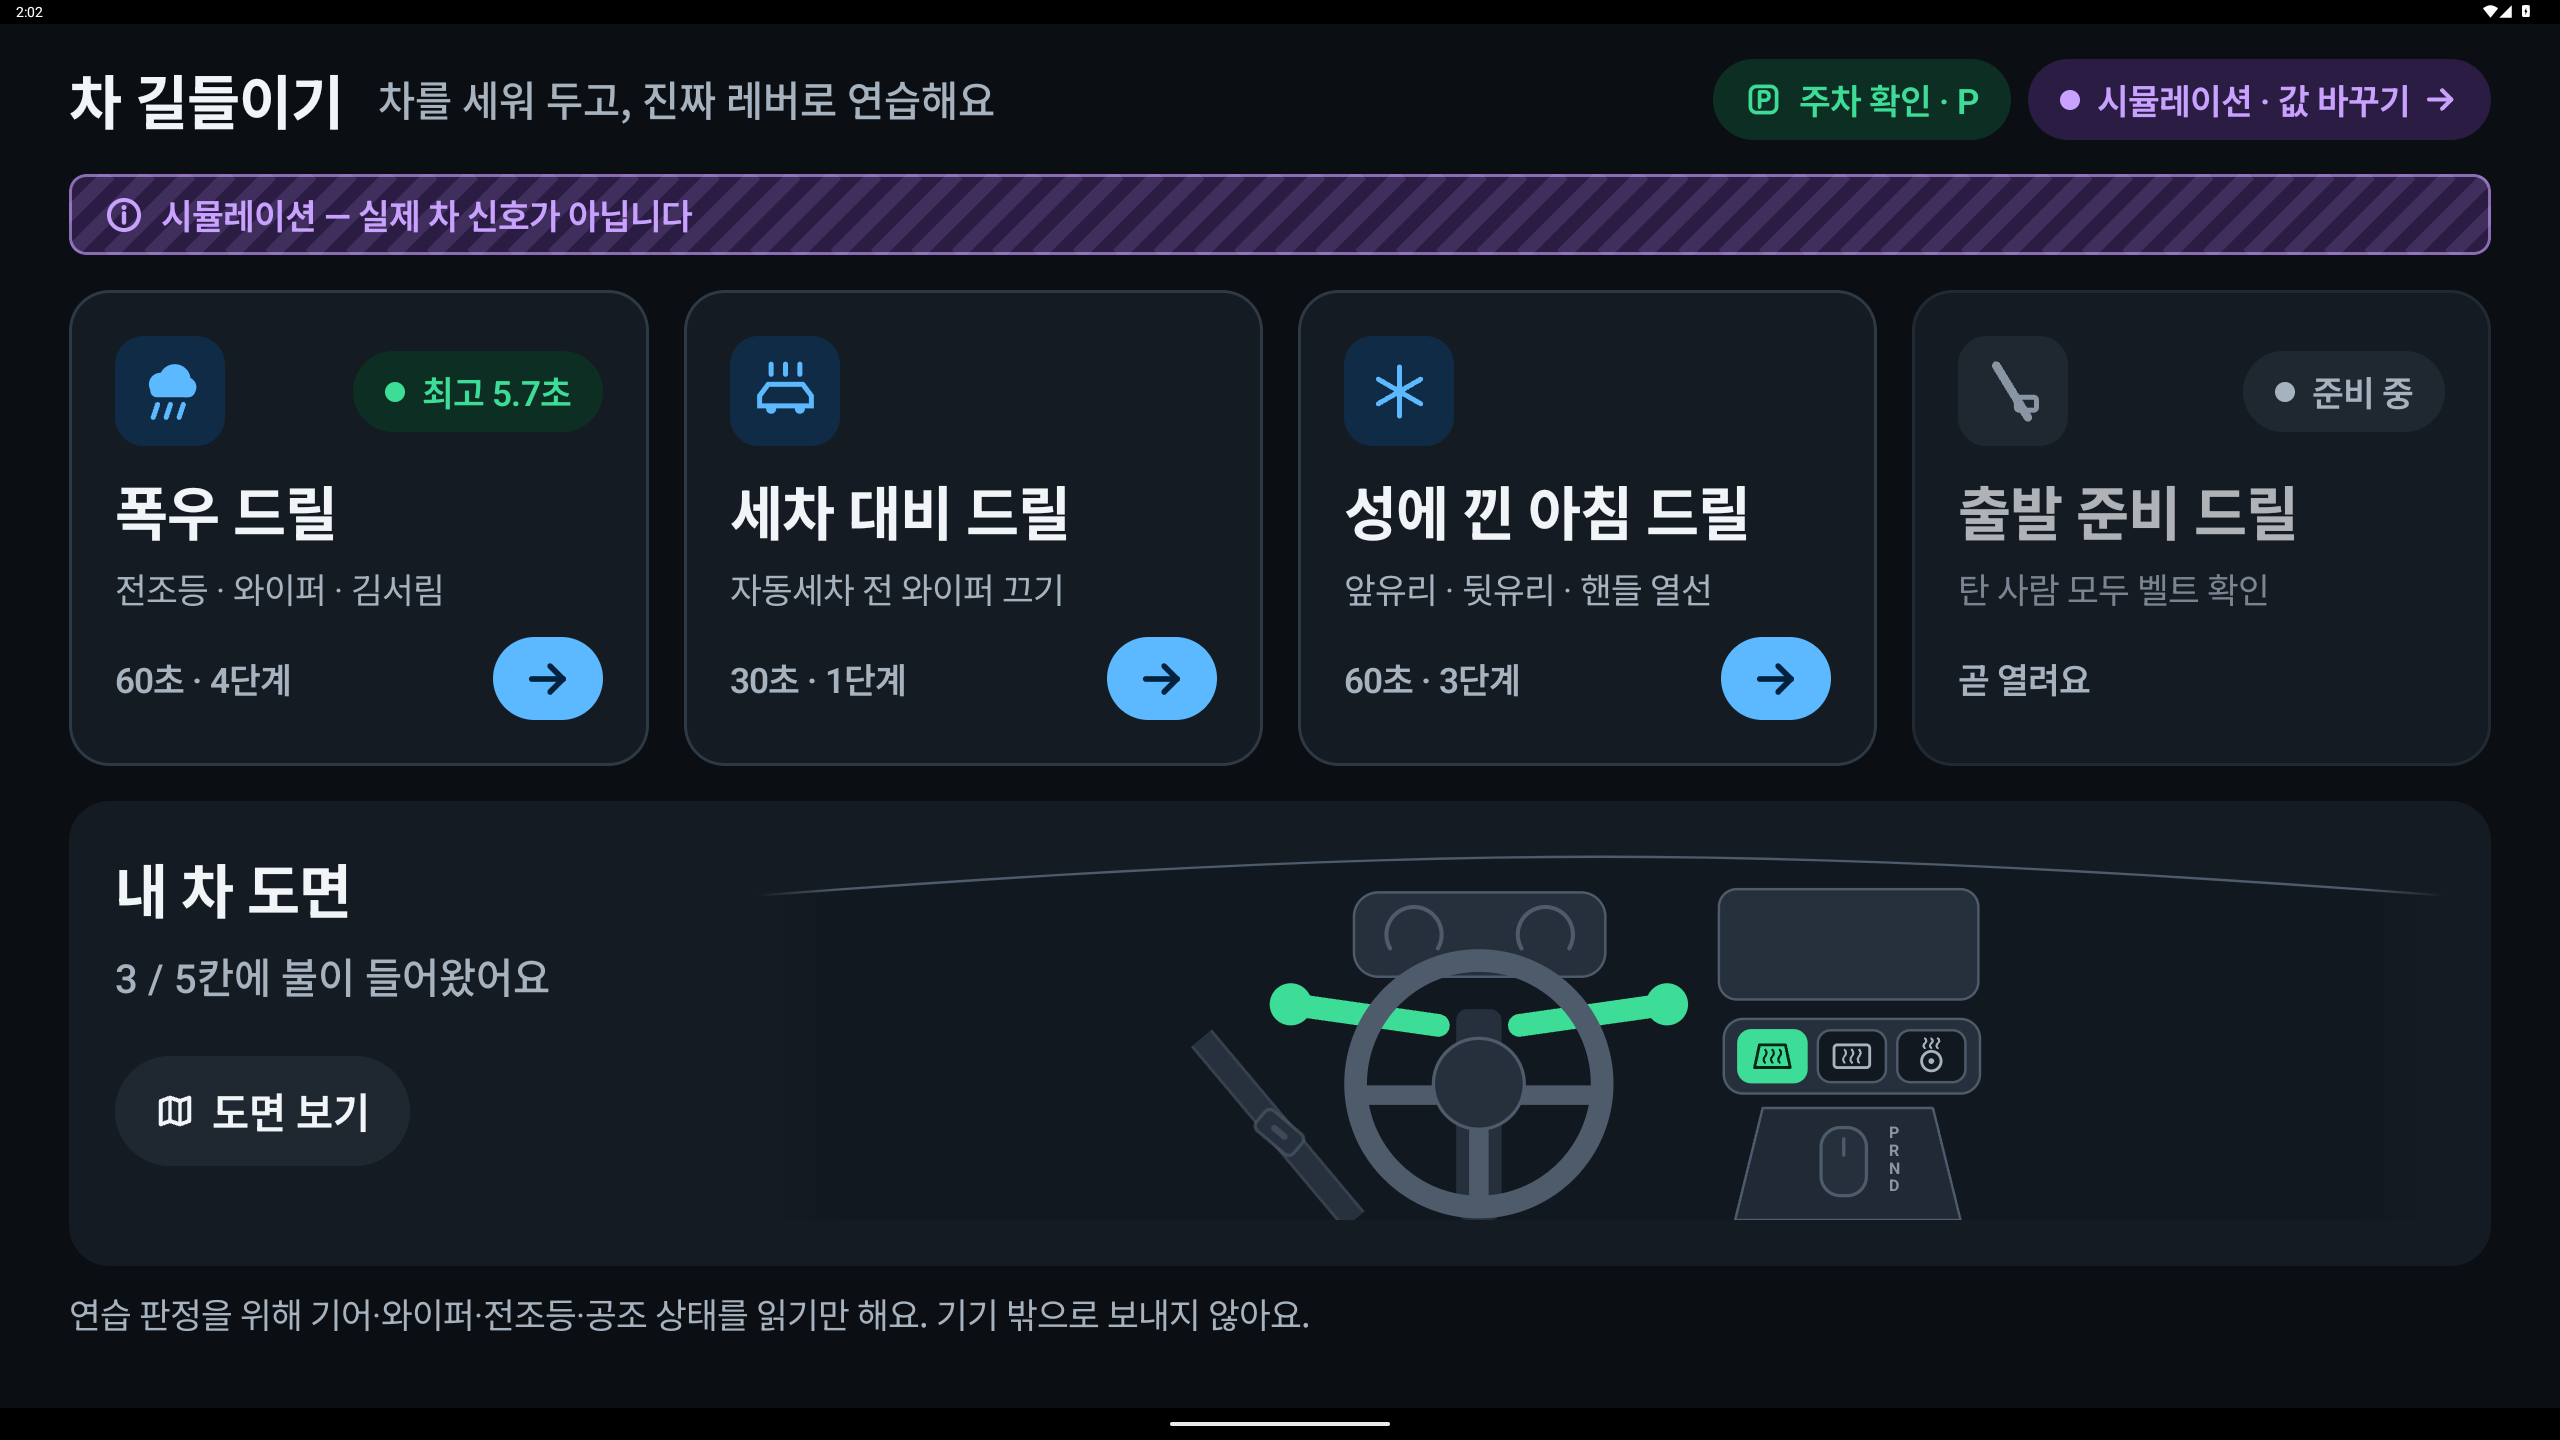 2:02
차 길들이기
차를 세워 두고, 진짜 레버로 연습해요
주차 확인 · P
시뮬레이션 · 값 바꾸기
시뮬레이션 – 실제 차 신호가 아닙니다
최고 5.7초
폭우 드릴
전조등 · 와이퍼 · 김서림
60초 · 4단계
세차 대비 드릴
자동세차 전 와이퍼 끄기
30초 · 1단계
성에 낀 아침 드릴
앞유리 · 뒷유리 · 핸들 열선
60초 · 3단계
준비 중
출발 준비 드릴
탄 사람 모두 벨트 확인
곧 열려요
내 차 도면
3 / 5칸에 불이 들어왔어요
도면 보기
P
R
N
D
연습 판정을 위해 기어·와이퍼·전조등·공조 상태를 읽기만 해요. 기기 밖으로 보내지 않아요.